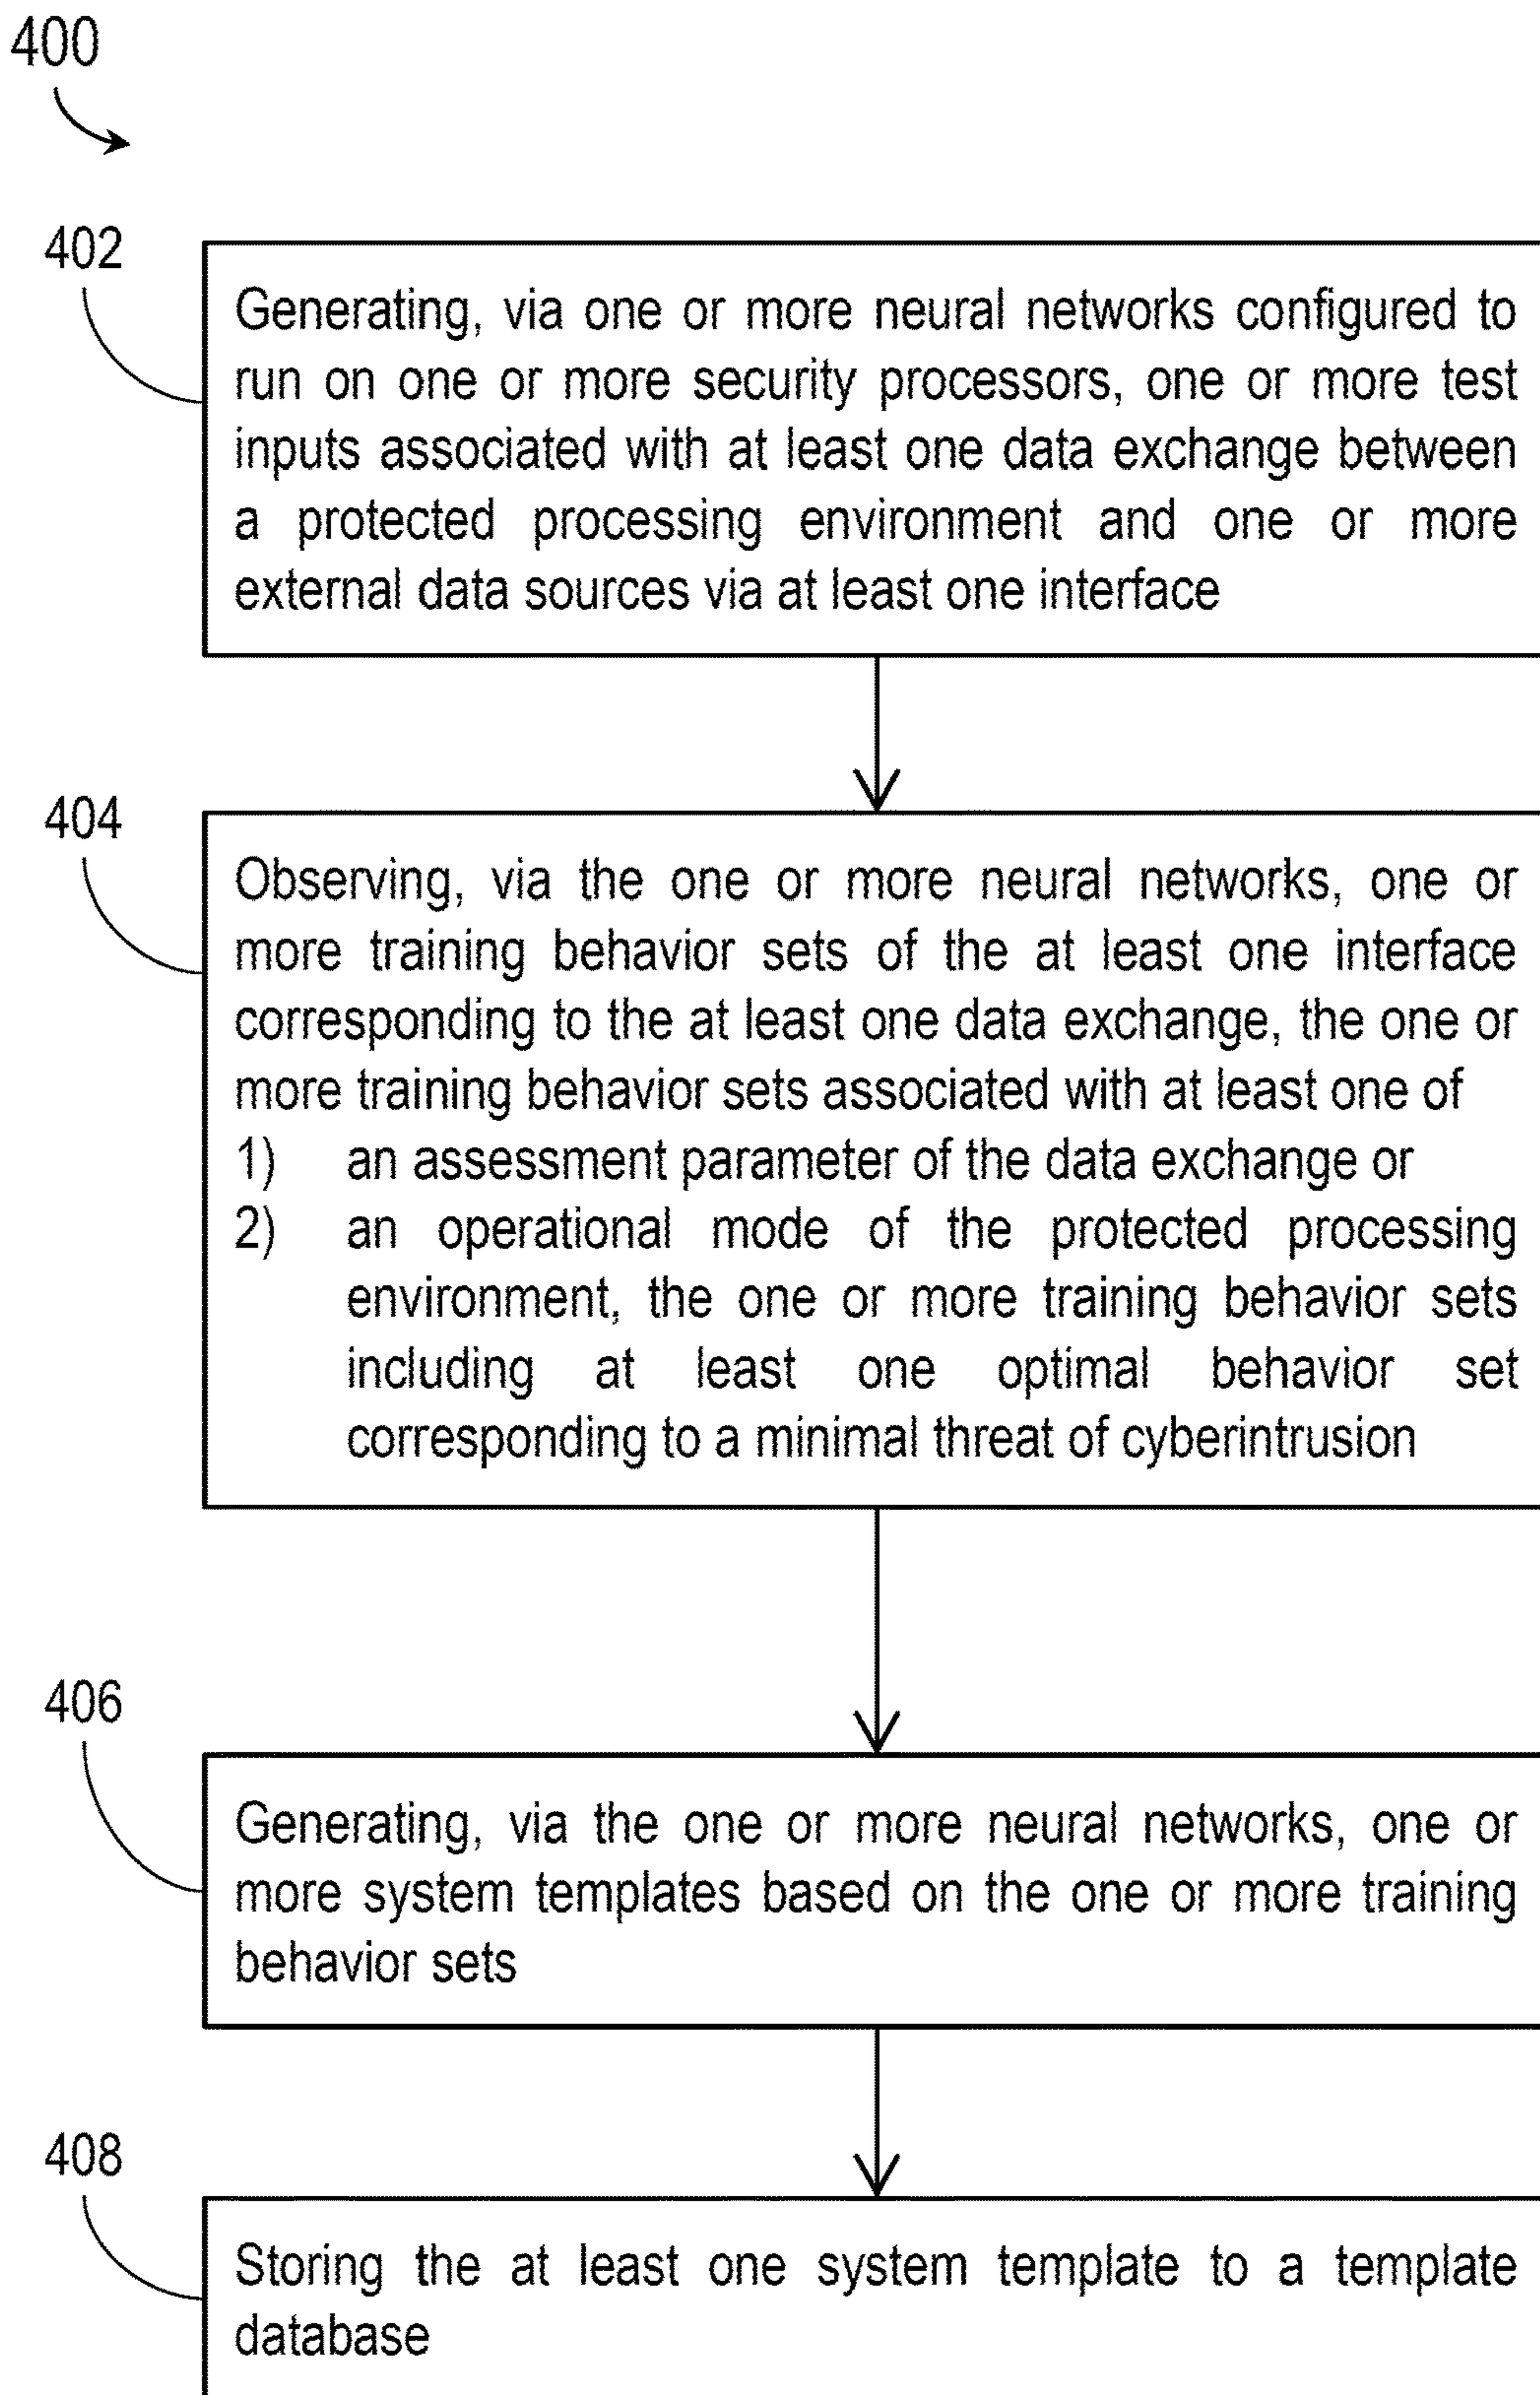 400
402
Generating, via one or more neural networks configured to
run on one or more security processors, one or more test
inputs associated with at least one data exchange between
a protected processing environment and one or more
external data sources via at least one interface
404
Observing, via the one or more neural networks, one or
more training behavior sets of the at least one interface
corresponding to the at least one data exchange, the one or
more training behavior sets associated with at least one of
1) an assessment parameter of the data exchange or
2) an operational mode of the protected processing
environment, the one or more training behavior sets
including at least one optimal behavior set
corresponding to a minimal threat of cyberintrusion
406
Generating, via the one or more neural networks, one or
more system templates based on the one or more training
behavior sets
408
Storing the at least one system template to a template
database